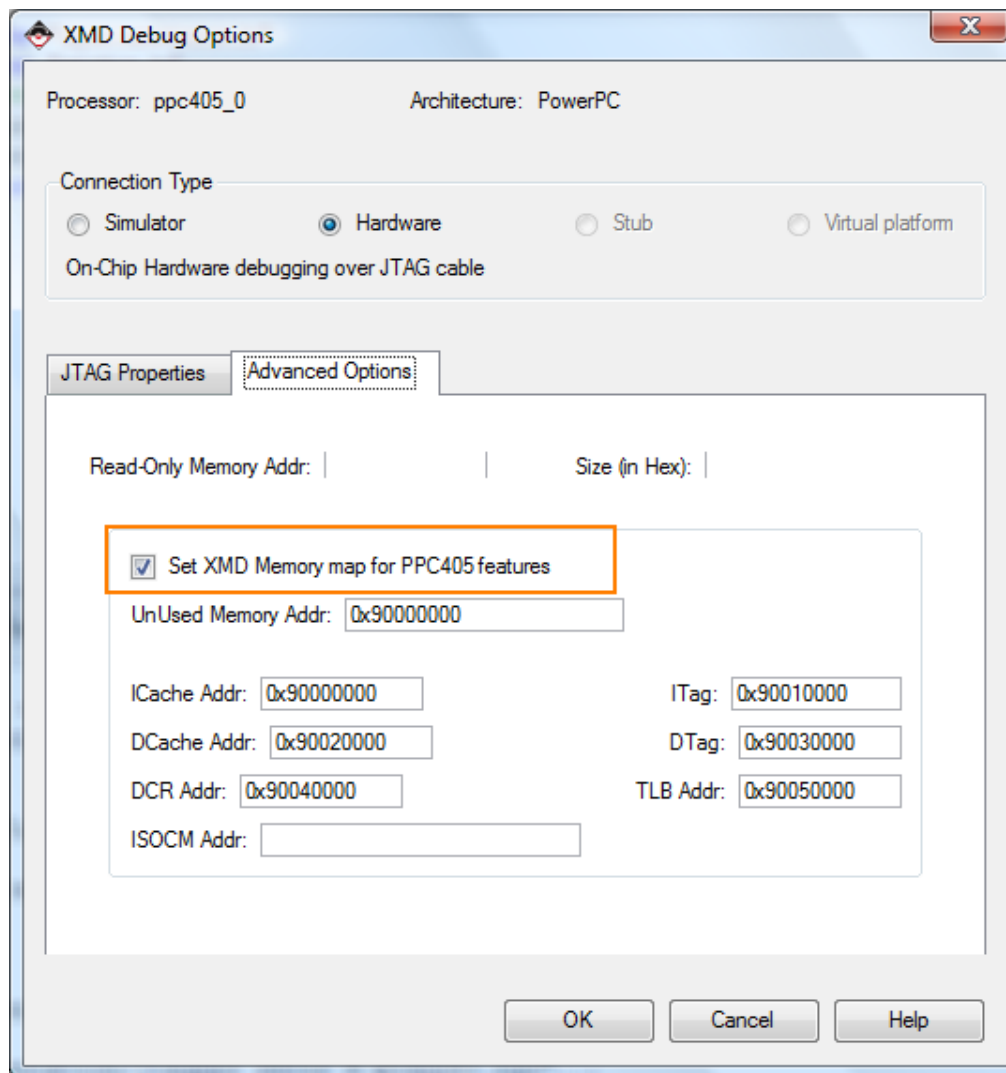 XMD Debug Options
Processor: ppc405_0 Architecture: PowerPC
Connection Type
Simulator Hardware Stub Virtual platform
On-Chip Hardware debugging over JTAG cable
JTAG Properties Advanced Options
Read-Only Memory Addr: Size (in Hex):
Set XMD Memory map for PPC405 features
UnUsed Memory Addr: 0x90000000
ICache Addr: 0x90000000 ITag: 0x90010000
DCache Addr: 0x90020000 DTag: 0x90030000
DCR Addr: 0x90040000 TLB Addr: 0x90050000
ISOCM Addr:
OK Cancel Help